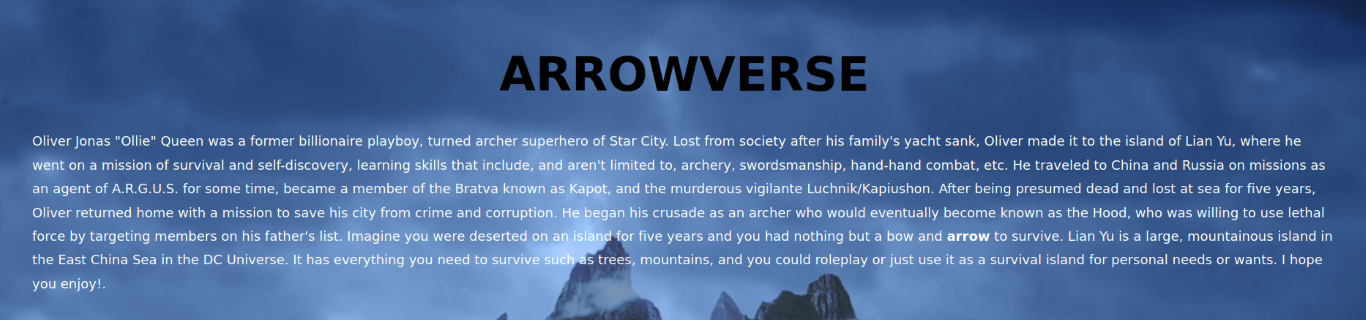 ARROWVERSE
Oliver Jonas "Ollie" Queen was a former billionaire playboy, turned archer superhero of Star City. Lost from society after his family's yacht sank, Oliver made it to the island of Lian Yu, where he
went on a mission of survival and self-discovery, learning skills that include, and aren't limited to, archery, swordsmanship, hand-hand combat, etc. He traveled to China and Russia on missions as
an agent of A.R.G.U.S. for some time, became a member of the Bratva known as Kapot, and the murderous vigilante Luchnik/Kapiushon. After being presumed dead and lost at sea for five years,
Oliver returned home with a mission to save his city from crime and corruption. He began his crusade as an archer who would eventually become known as the Hood, who was willing to use lethal
force by targeting members on his father's list. Imagine you were deserted on an island for five years and you had nothing but a bow and arrow to survive. Lian Yu is a large, mountainous island in
the East China Sea in the DC Universe. It has everything you need to survive such as trees, mountains, and you could roleplay or just use it as a survival island for personal needs or wants. I hope
you enjoy!.